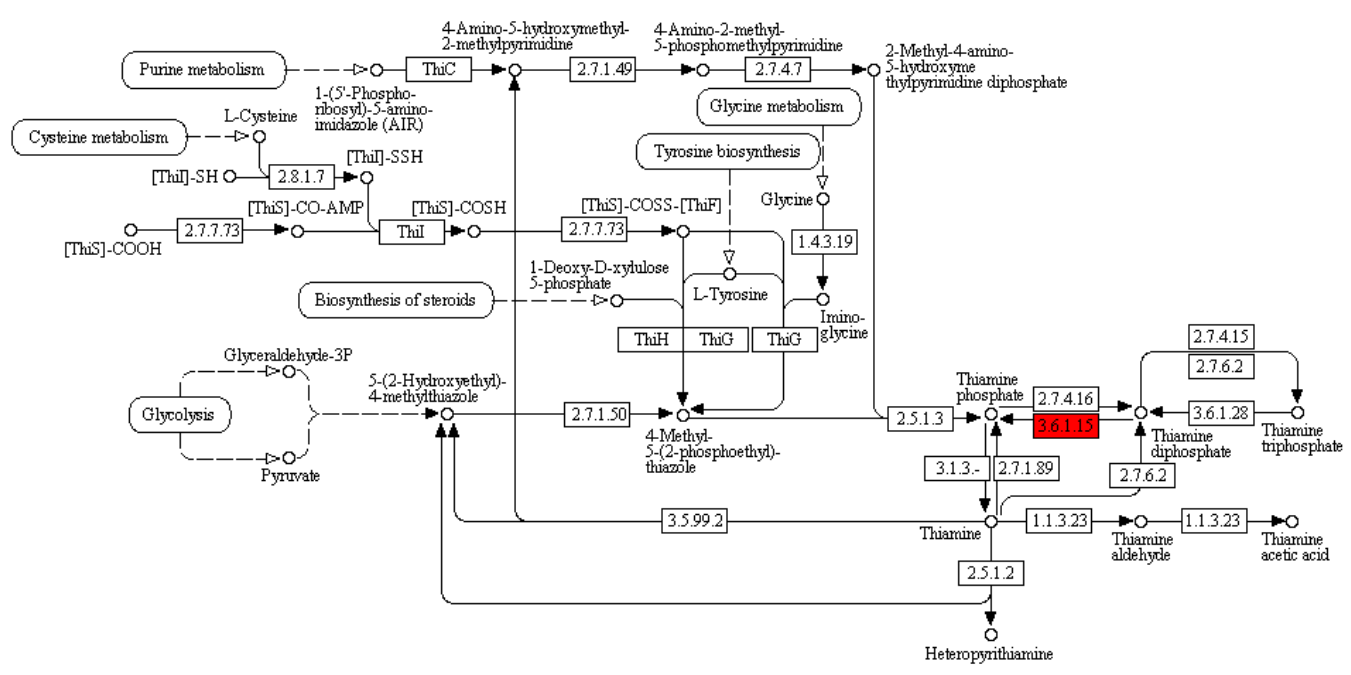 4-Amino-5-hydroxymethyl-
2-methylpyrimidine
4-Amino-2-methyl-
5-phosphomethylpyrimidine
2-Methyl-4-amino-
5-hydroxyme
thylpyrimidine diphosphate
Purine metabolism
ThiC
2.7.1.49
2.7.4.7
1-(5'-Phospho-
ribosyl)-5-amino-
imidazole (AIR)
Glycine metabolism
L-Cysteine
Cysteine metabolism
Tyrosine biosynthesis
[ThiI]-SSH
[ThiI]-SH
2.8.1.7
Glycine
[ThiS]-CO-AMP
[ThiS]-COSH
[ThiS]-COSS-[ThiF]
2.7.7.73
ThiI
2.7.7.73
1.4.3.19
[ThiS]-COOH
1-Deoxy-D-xylulose
5-phosphate
L-Tyrosine
Biosynthesis of steroids
Imino-
glycine
ThiH
ThiG
ThiG
2.7.4.15
2.7.6.2
Glyceraldehyde-3P
5-(2-Hydroxyethyl)-
4-methylthiazole
Thiamine
phosphate
2.7.4.16
Glycolysis
2.7.1.50
2.5.1.3
3.6.1.15
3.6.1.28
4-Methyl-
5-(2-phosphoethyl)-
thiazole
Thiamine
diphosphate
Thiamine
triphosphate
Pyruvate
3.1.3.-
2.7.1.89
2.7.6.2
3.5.99.2
Thiamine
1.1.3.23
1.1.3.23
Thiamine
aldehyde
Thiamine
acetic acid
2.5.1.2
Heteropyrithiamine